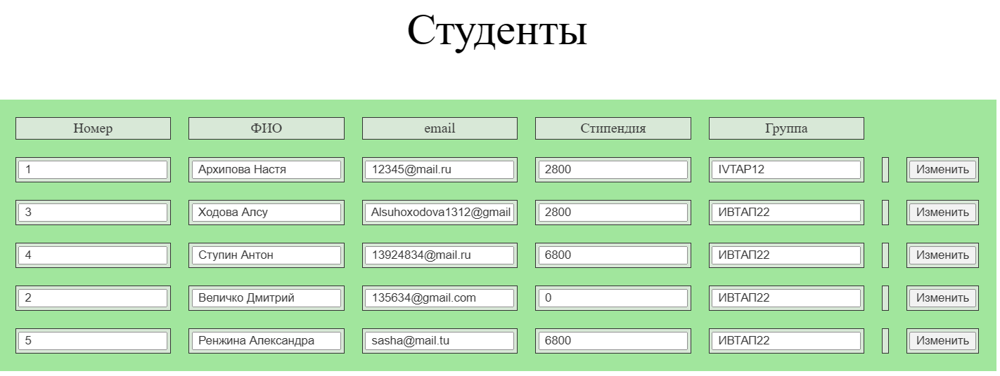 Студенты
Номер ФИО email Стипендия Группа
1 Архипова Настя 12345@mail.ru 2800 IVTAP12 Изменить
3 Ходова Алсу Alsuhoxodova1312@gmail 2800 ИВТАП22 Изменить
4 Ступин Антон 13924834@mail.ru 6800 ИВТАП22 Изменить
2 Величко Дмитрий 135634@gmail.com 0 ИВТАП22 Изменить
5 Ренжина Александра sasha@mail.tu 6800 ИВТАП22 Изменить